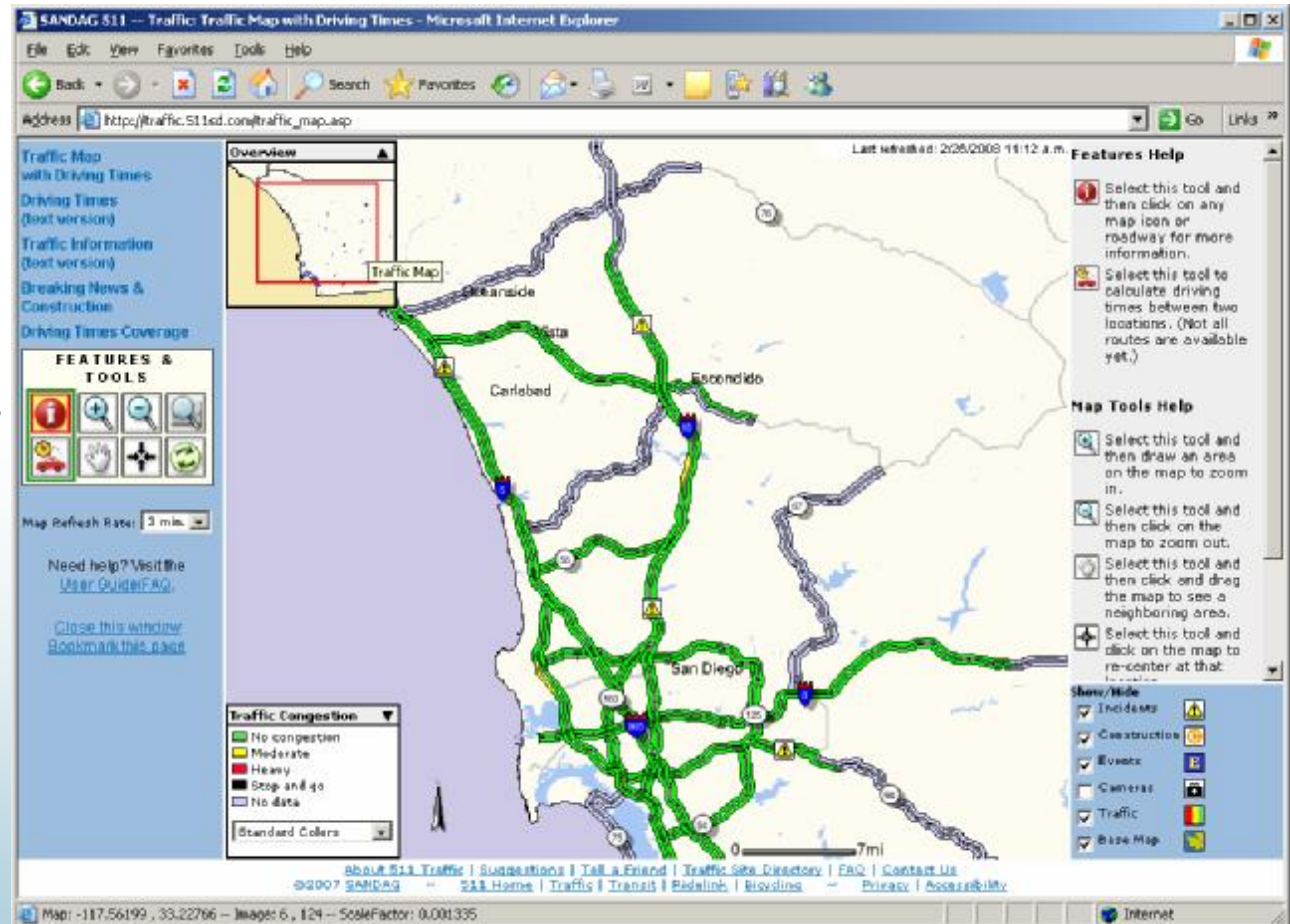 SANDAG 511 -- Traffic: Traffic Map with Driving Times - Microsoft Internet Explorer
File Edit View Favorites Tools Help
Back Search Favorites
Address http://traffic.511sd.com/traffic_map.asp Go Links »
Traffic Map
with Driving Times
Driving Times
(text version)
Traffic Information
(text version)
Breaking News &
Construction
Driving Times Coverage
FEATURES &
TOOLS
Map Refresh Rate: 3 min.
Need help? Visit the
User Guide/FAQ.
Close this window
Bookmark this page
Overview
Traffic Map
Last refreshed: 2/26/2008 11:12 a.m.
Oceanside
Vista
Carlsbad
Escondido
San Diego
76
15
5
67
56
8
125
94
75
0 7mi
Traffic Congestion
No congestion
Moderate
Heavy
Stop and go
No data
Standard Colors
Features Help
Select this tool and
then click on any
map icon or
roadway for more
information.
Select this tool to
calculate driving
times between two
locations. (Not all
routes are available
yet.)
Map Tools Help
Select this tool and
then draw an area
on the map to zoom
in.
Select this tool and
then click on the
map to zoom out.
Select this tool and
then click and drag
the map to see a
neighboring area.
Select this tool and
click on the map to
re-center at that
Show/Hide
Incidents
Construction
Events E
Cameras
Traffic
Base Map
About 511 Traffic | Suggestions | Tell a Friend | Traffic Site Directory | FAQ | Contact Us
©2007 SANDAG -- 511 Home | Traffic | Transit | Ridelink | Bicycling -- Privacy | Accessibility
Map: -117.56199 , 33.22766 -- Image: 6 , 124 -- ScaleFactor: 0.001335 Internet